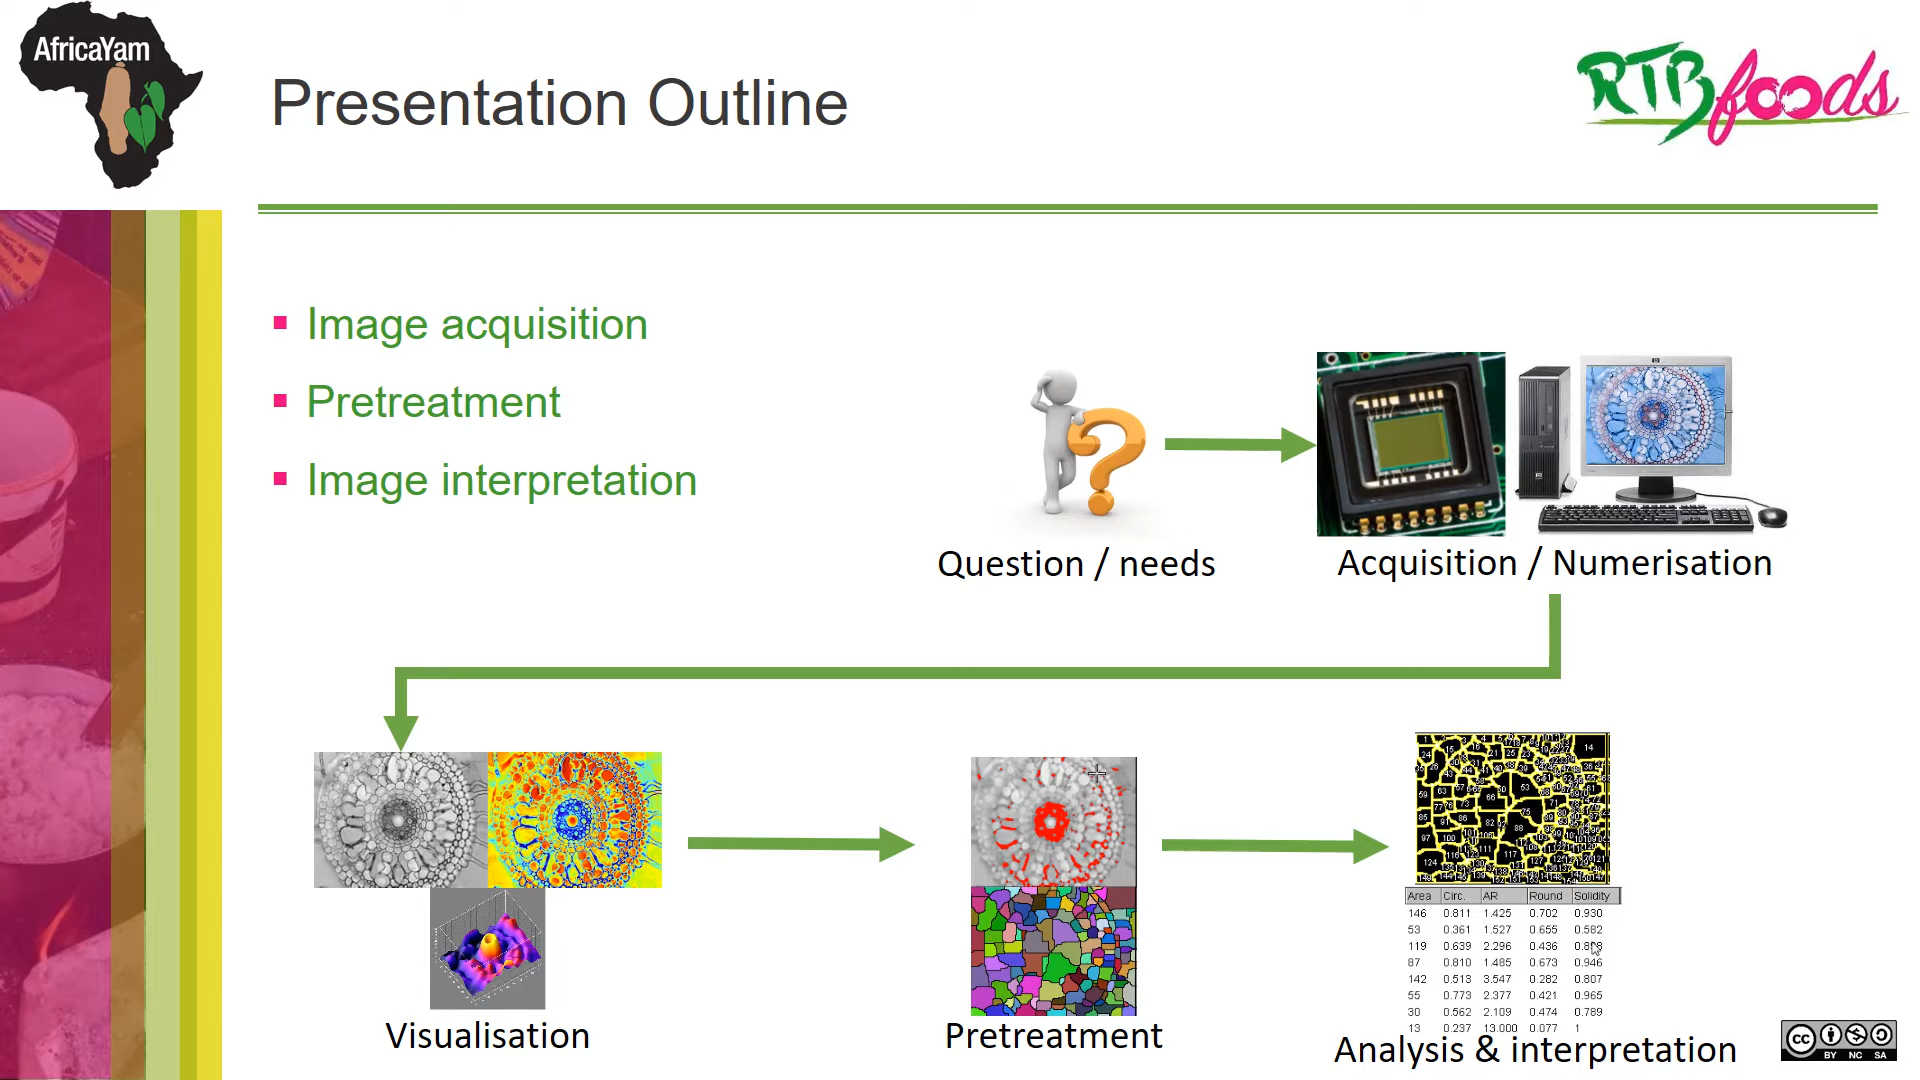 AfricaYam
Presentation Outline
RTBfoods
Image acquisition
Pretreatment
Image interpretation
Question / needs
Acquisition / Numerisation
Visualisation
Pretreatment
Area Circ. AR Round Solidity
146 0.811 1.425 0.702 0.930
53 0.361 1.527 0.655 0.582
119 0.639 2.296 0.436
87 0.810 1.485 0.673 0.946
142 0.513 3.547 0.282 0.807
55 0.773 2.377 0.421 0.965
30 0.562 2.109 0.474 0.789
13 0.237 13.000 0.077 1
Analysis & interpretation
cc
BY NC SA